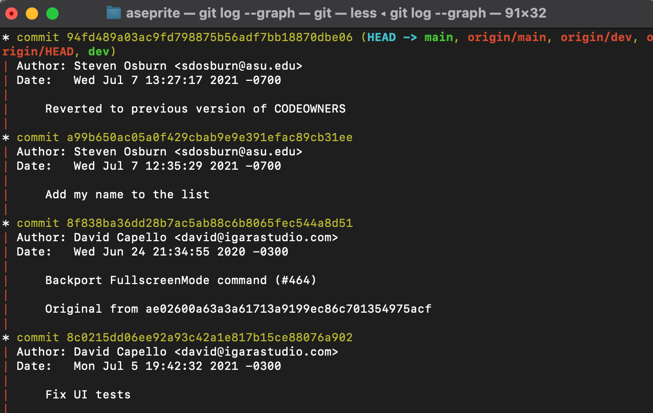 aseprite — git log --graph — git — less ◂ git log --graph — 91×32
* commit 94fd489a03ac9fd798875b56adf7bb18870dbe06 (HEAD -> main, origin/main, origin/dev, o
rigin/HEAD, dev)
| Author: Steven Osburn <sdosburn@asu.edu>
| Date:   Wed Jul 7 13:27:17 2021 -0700
|
|     Reverted to previous version of CODEOWNERS
|
* commit a99b650ac05a0f429cbab9e9e391efac89cb31ee
| Author: Steven Osburn <sdosburn@asu.edu>
| Date:   Wed Jul 7 12:35:29 2021 -0700
|
|     Add my name to the list
|
* commit 8f838ba36dd28b7ac5ab88c6b8065fec544a8d51
| Author: David Capello <david@igarastudio.com>
| Date:   Wed Jun 24 21:34:55 2020 -0300
|
|     Backport FullscreenMode command (#464)
|
|     Original from ae02600a63a3a61713a9199ec86c701354975acf
|
* commit 8c0215dd06ee92a93c42a1e817b15ce88076a902
| Author: David Capello <david@igarastudio.com>
| Date:   Mon Jul 5 19:42:32 2021 -0300
|
|     Fix UI tests
|